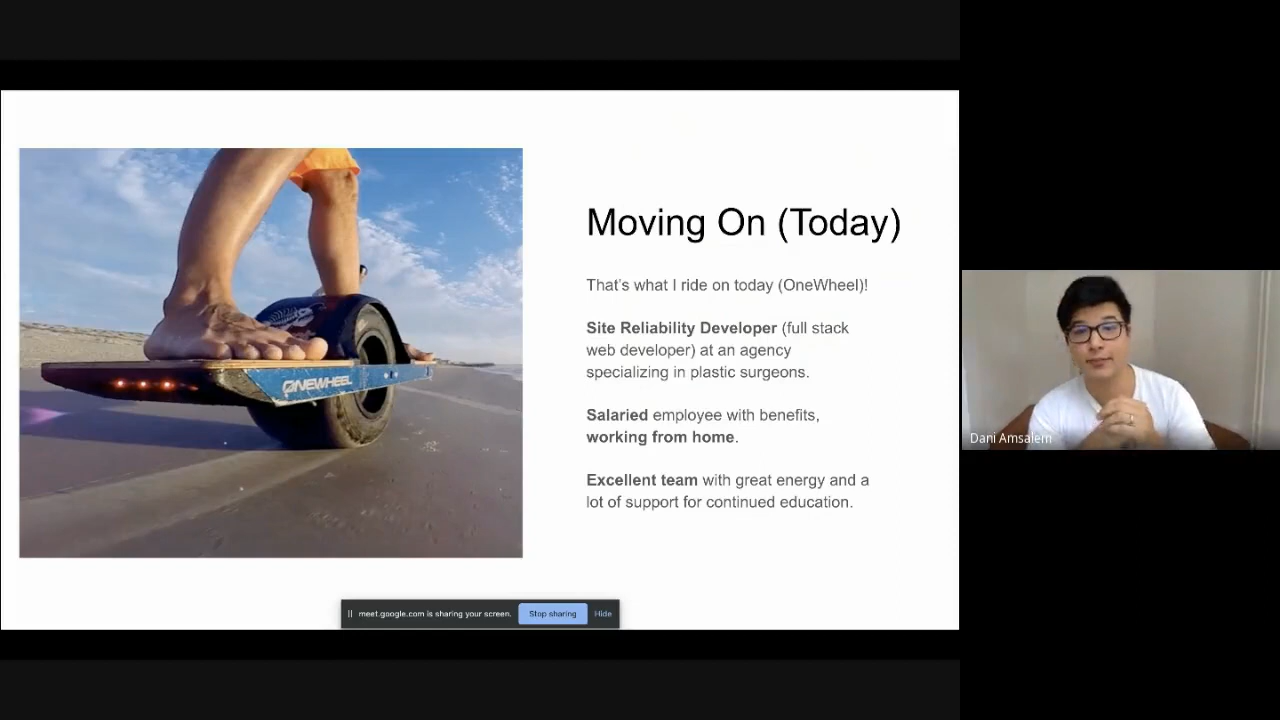 Moving On (Today)
That's what I ride on today (OneWheel)!
Site Reliability Developer (full stack
web developer) at an agency
specializing in plastic surgeons.
Salaried employee with benefits,
working from home.
Excellent team with great energy and a
lot of support for continued education.
ONEWHEEL
meet.google.com is sharing your screen.
Stop sharing
Hide
Dani Amsalem